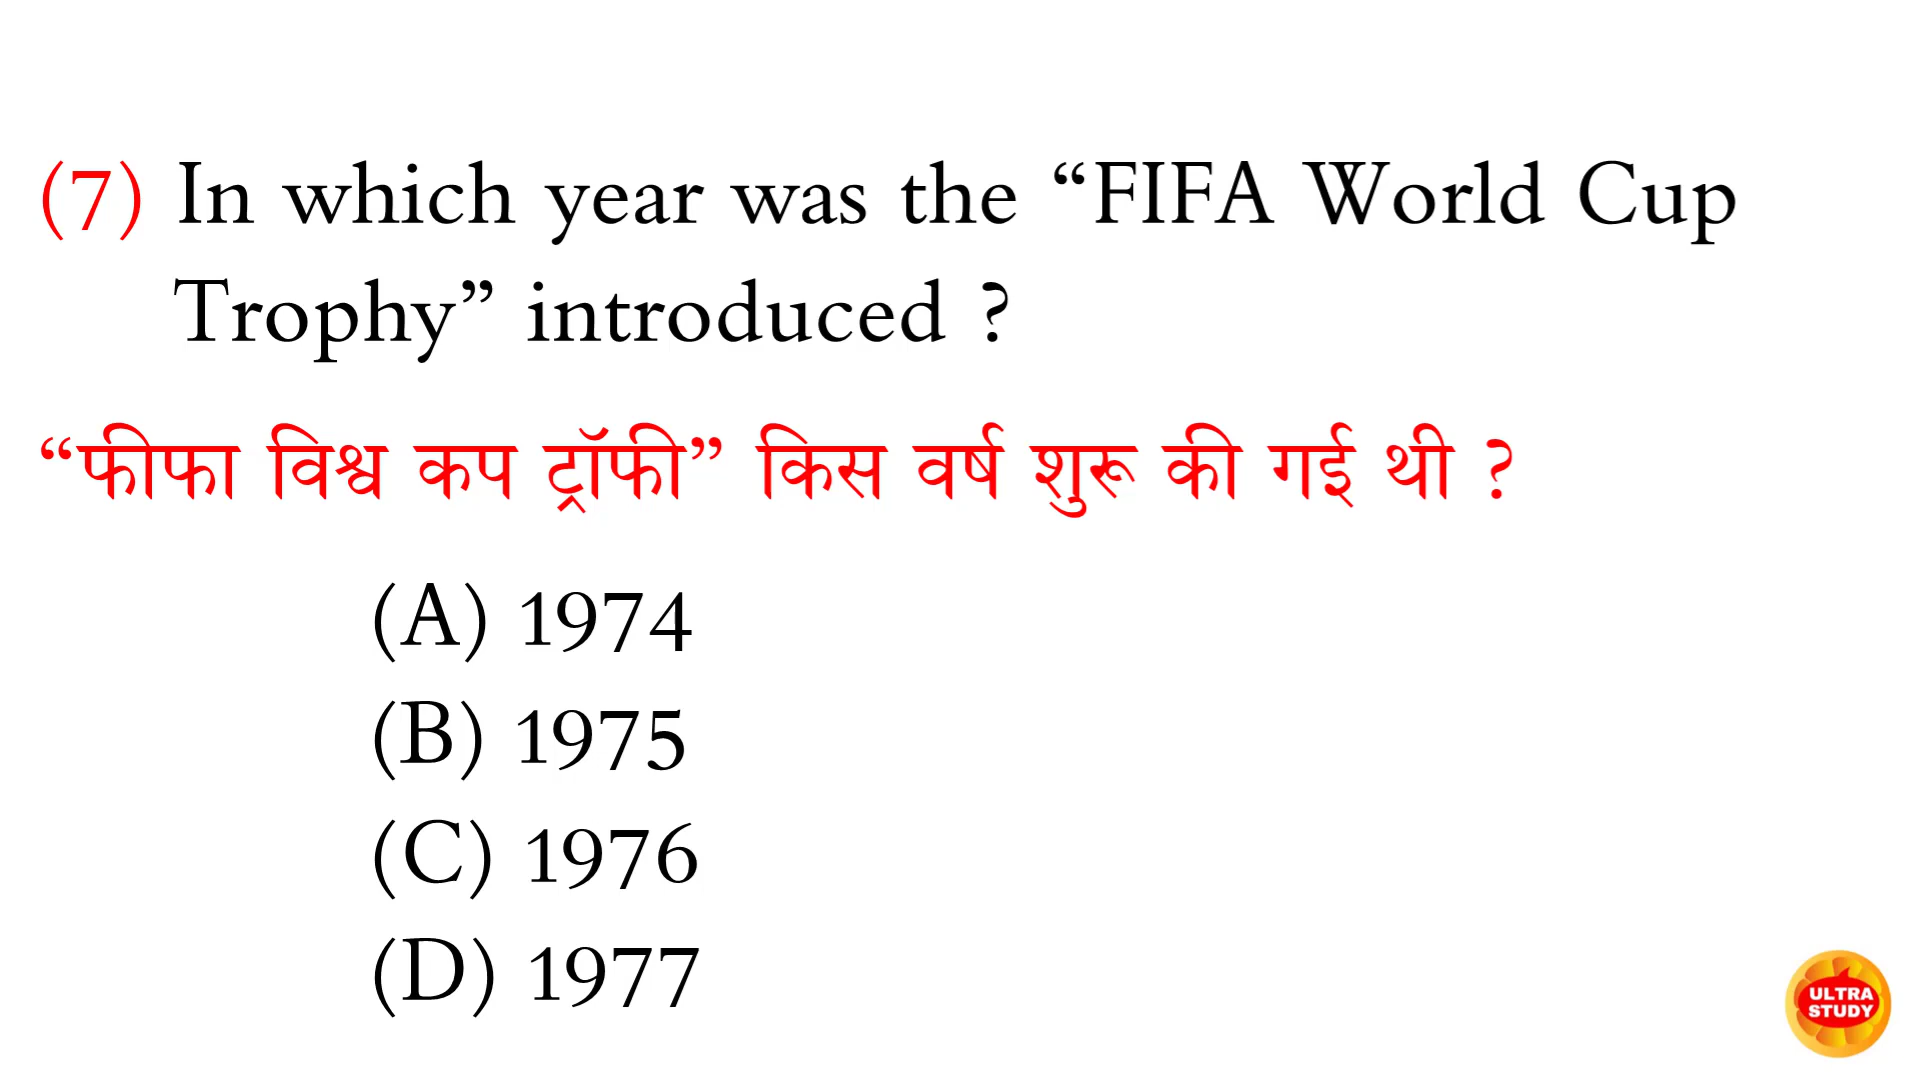 (7) In which year was the “FIFA World Cup
Trophy” introduced ?
“फीफा विश्व कप ट्रॉफी” किस वर्ष शुरू की गई थी ?
(A) 1974
(B) 1975
(C) 1976
(D) 1977
ULTRA
STUDY